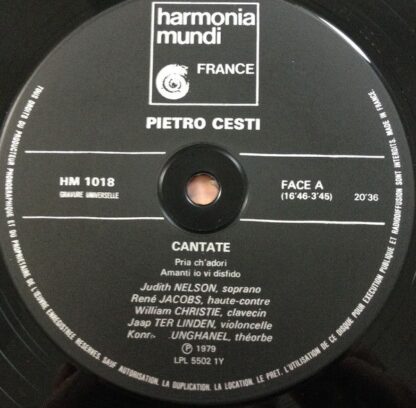 harmonia
mundi
FRANCE
PIETRO CESTI
HM 1018
GRAVURE UNIVERSELLE
FACE A
(16'46-3'45)
20'36
CANTATE
Pria ch'adori
Amanti io vi disfido
Judith NELSON, soprano
René JACOBS, haute-contre
William CHRISTIE, clavecin
Jaap TER LINDEN, violoncelle
UNGHANEL, théorbe
Ⓟ 1979
LPL 5502 1Y
TOUS DROITS DU PRODUCTEUR PHONOGRAPHIQUE ET DU PROPRIETAIRE DE L'ŒUVRE ENREGISTREE RESERVES. SAUF AUTORISATION, LA DUPLICATION, LA LOCATION, LE PRET, L'UTILISATION DE CE DISQUE POUR EXECUTION PUBLIQUE ET RADIODIFFUSION SONT INTERDITS. MADE IN FRANCE.